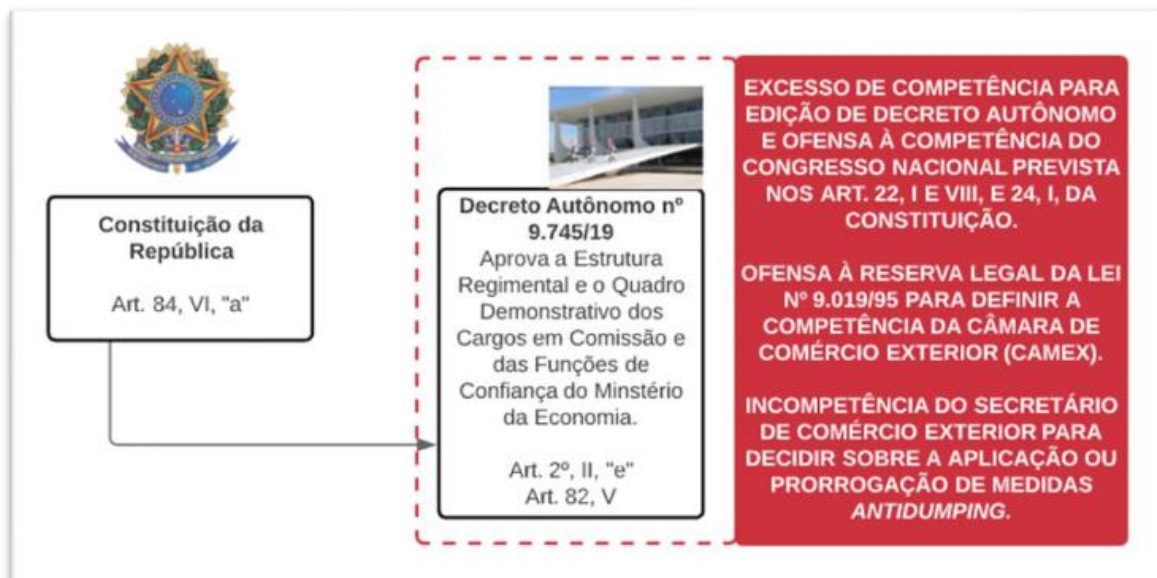 Constituição da
República
Art. 84, VI, "a"
Decreto Autônomo nº
9.745/19
Aprova a Estrutura
Regimental e o Quadro
Demonstrativo dos
Cargos em Comissão e
das Funções de
Confiança do Minstério
da Economia.
Art. 2º, II, "e"
Art. 82, V
EXCESSO DE COMPETÊNCIA PARA
EDIÇÃO DE DECRETO AUTÔNOMO
E OFENSA À COMPETÊNCIA DO
CONGRESSO NACIONAL PREVISTA
NOS ART. 22, I E VIII, E 24, I, DA
CONSTITUIÇÃO.
OFENSA À RESERVA LEGAL DA LEI
Nº 9.019/95 PARA DEFINIR A
COMPETÊNCIA DA CÂMARA DE
COMÉRCIO EXTERIOR (CAMEX).
INCOMPETÊNCIA DO SECRETÁRIO
DE COMÉRCIO EXTERIOR PARA
DECIDIR SOBRE A APLICAÇÃO OU
PRORROGAÇÃO DE MEDIDAS
ANTIDUMPING.